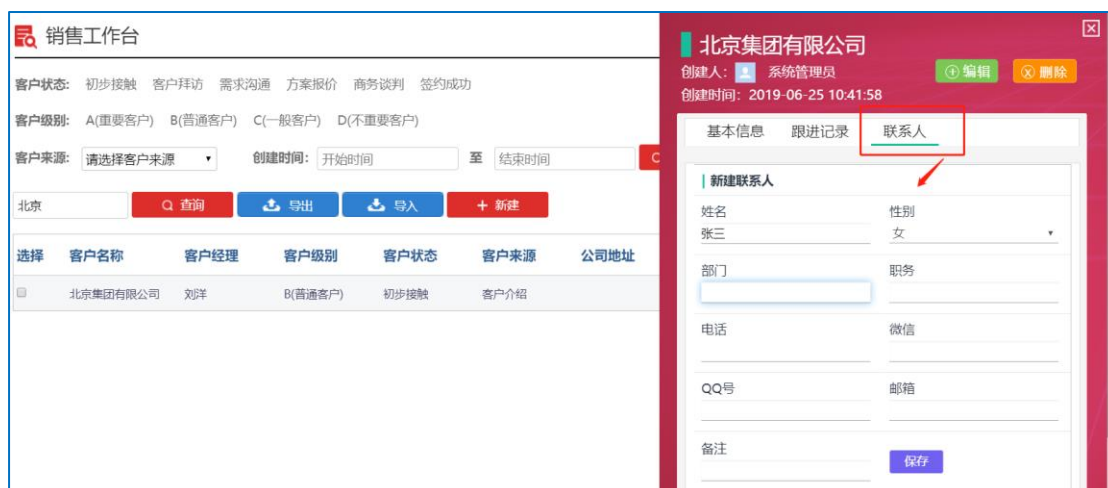 销售工作台
客户状态: 初步接触 客户拜访 需求沟通 方案报价 商务谈判 签约成功
客户级别: A(重要客户) B(普通客户) C(一般客户) D(不重要客户)
客户来源: 请选择客户来源 创建时间: 开始时间 至 结束时间
北京 查询 导出 导入 新建
选择 客户名称 客户经理 客户级别 客户状态 客户来源 公司地址
北京集团有限公司 刘洋 B(普通客户) 初步接触 客户介绍
北京集团有限公司
创建人: 系统管理员 编辑 删除
创建时间: 2019-06-25 10:41:58
基本信息 跟进记录 联系人
新建联系人
姓名 性别
张三 女
部门 职务
电话 微信
QQ号 邮箱
备注
保存